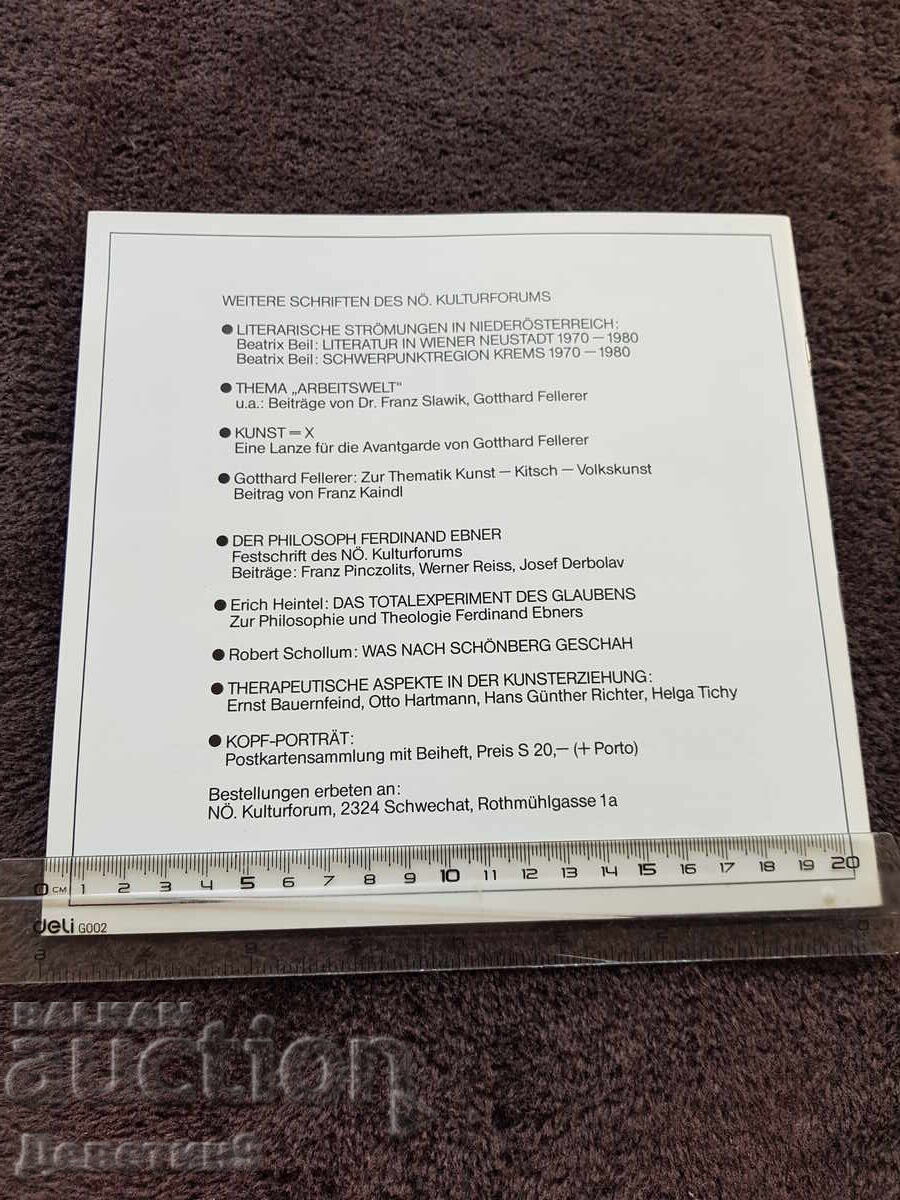 WEITERE SCHRIFTEN DES NÖ. KULTURFORUMS
● LITERARISCHE STRÖMUNGEN IN NIEDERÖSTERREICH:
Beatrix Beil: LITERATUR IN WIENER NEUSTADT 1970 – 1980
Beatrix Beil: SCHWERPUNKTREGION KREMS 1970 – 1980
● THEMA „ARBEITSWELT“
u.a.: Beiträge von Dr. Franz Slawik, Gotthard Fellerer
● KUNST = X
Eine Lanze für die Avantgarde von Gotthard Fellerer
● Gotthard Fellerer: Zur Thematik Kunst – Kitsch – Volkskunst
Beitrag von Franz Kaindl
● DER PHILOSOPH FERDINAND EBNER
Festschrift des NÖ. Kulturforums
Beiträge: Franz Pinczolits, Werner Reiss, Josef Derbolav
● Erich Heintel: DAS TOTALEXPERIMENT DES GLAUBENS
Zur Philosophie und Theologie Ferdinand Ebners
● Robert Schollum: WAS NACH SCHÖNBERG GESCHAH
● THERAPEUTISCHE ASPEKTE IN DER KUNSTERZIEHUNG:
Ernst Bauernfeind, Otto Hartmann, Hans Günther Richter, Helga Tichy
● KOPF-PORTRÄT:
Postkartensammlung mit Beiheft, Preis S 20,– (+ Porto)
Bestellungen erbeten an:
NÖ. Kulturforum, 2324 Schwechat, Rothmühlgasse 1a
0 CM 1 2 3 4 5 6 7 8 9 10 11 12 13 14 15 16 17 18 19 20
deli G002
BALKAN
auction
Деветит9